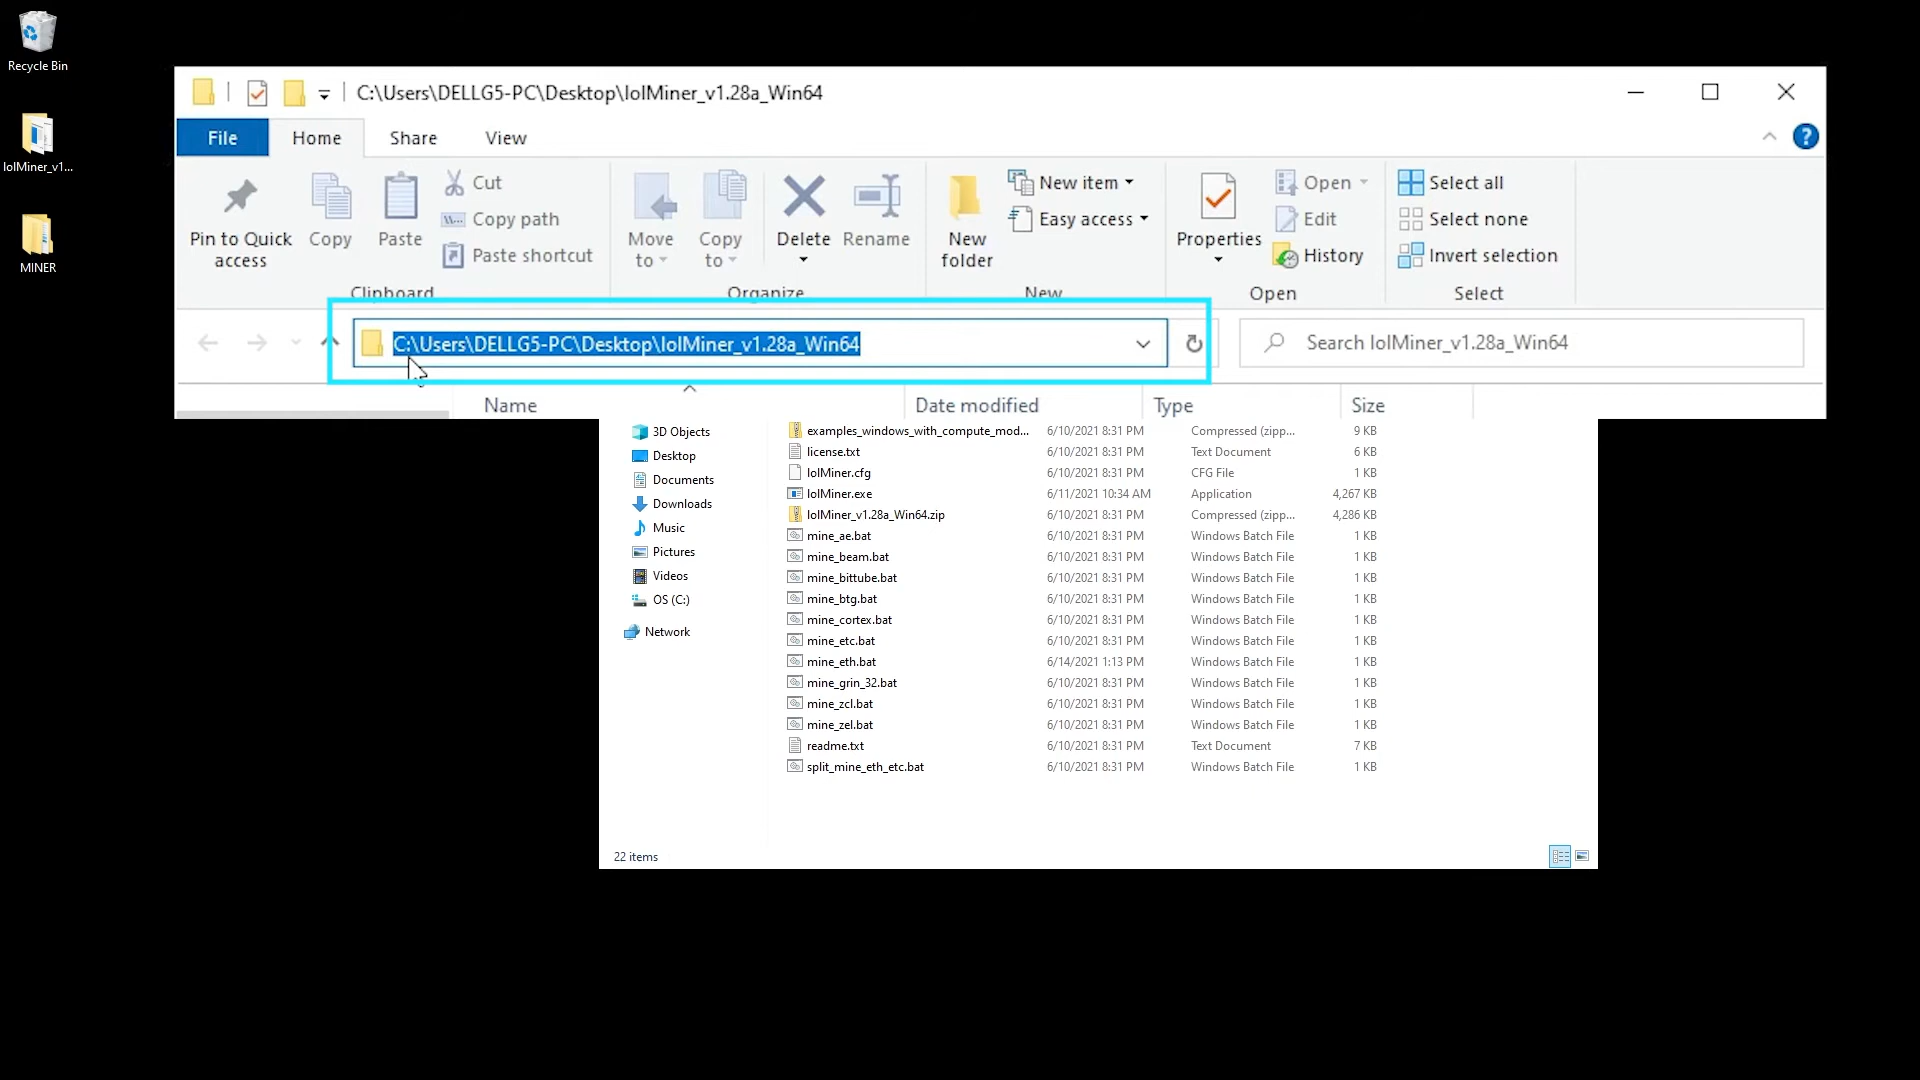 Recycle Bin
lolMiner_v1...
MINER
C:\Users\DELLG5-PC\Desktop\lolMiner_v1.28a_Win64
File Home Share View
Pin to Quick access
Copy
Paste
Cut
Copy path
Paste shortcut
Clipboard
Move to
Copy to
Delete
Rename
Organize
New folder
New item
Easy access
New
Properties
Open
Edit
History
Open
Select all
Select none
Invert selection
Select
C:\Users\DELLG5-PC\Desktop\lolMiner_v1.28a_Win64
Search lolMiner_v1.28a_Win64
Name Date modified Type Size
3D Objects
Desktop
Documents
Downloads
Music
Pictures
Videos
OS (C:)
Network
examples_windows_with_compute_mod... 6/10/2021 8:31 PM Compressed (zipp... 9 KB
license.txt 6/10/2021 8:31 PM Text Document 6 KB
lolMiner.cfg 6/10/2021 8:31 PM CFG File 1 KB
lolMiner.exe 6/11/2021 10:34 AM Application 4,267 KB
lolMiner_v1.28a_Win64.zip 6/10/2021 8:31 PM Compressed (zipp... 4,286 KB
mine_ae.bat 6/10/2021 8:31 PM Windows Batch File 1 KB
mine_beam.bat 6/10/2021 8:31 PM Windows Batch File 1 KB
mine_bittube.bat 6/10/2021 8:31 PM Windows Batch File 1 KB
mine_btg.bat 6/10/2021 8:31 PM Windows Batch File 1 KB
mine_cortex.bat 6/10/2021 8:31 PM Windows Batch File 1 KB
mine_etc.bat 6/10/2021 8:31 PM Windows Batch File 1 KB
mine_eth.bat 6/14/2021 1:13 PM Windows Batch File 1 KB
mine_grin_32.bat 6/10/2021 8:31 PM Windows Batch File 1 KB
mine_zcl.bat 6/10/2021 8:31 PM Windows Batch File 1 KB
mine_zel.bat 6/10/2021 8:31 PM Windows Batch File 1 KB
readme.txt 6/10/2021 8:31 PM Text Document 7 KB
split_mine_eth_etc.bat 6/10/2021 8:31 PM Windows Batch File 1 KB
22 items